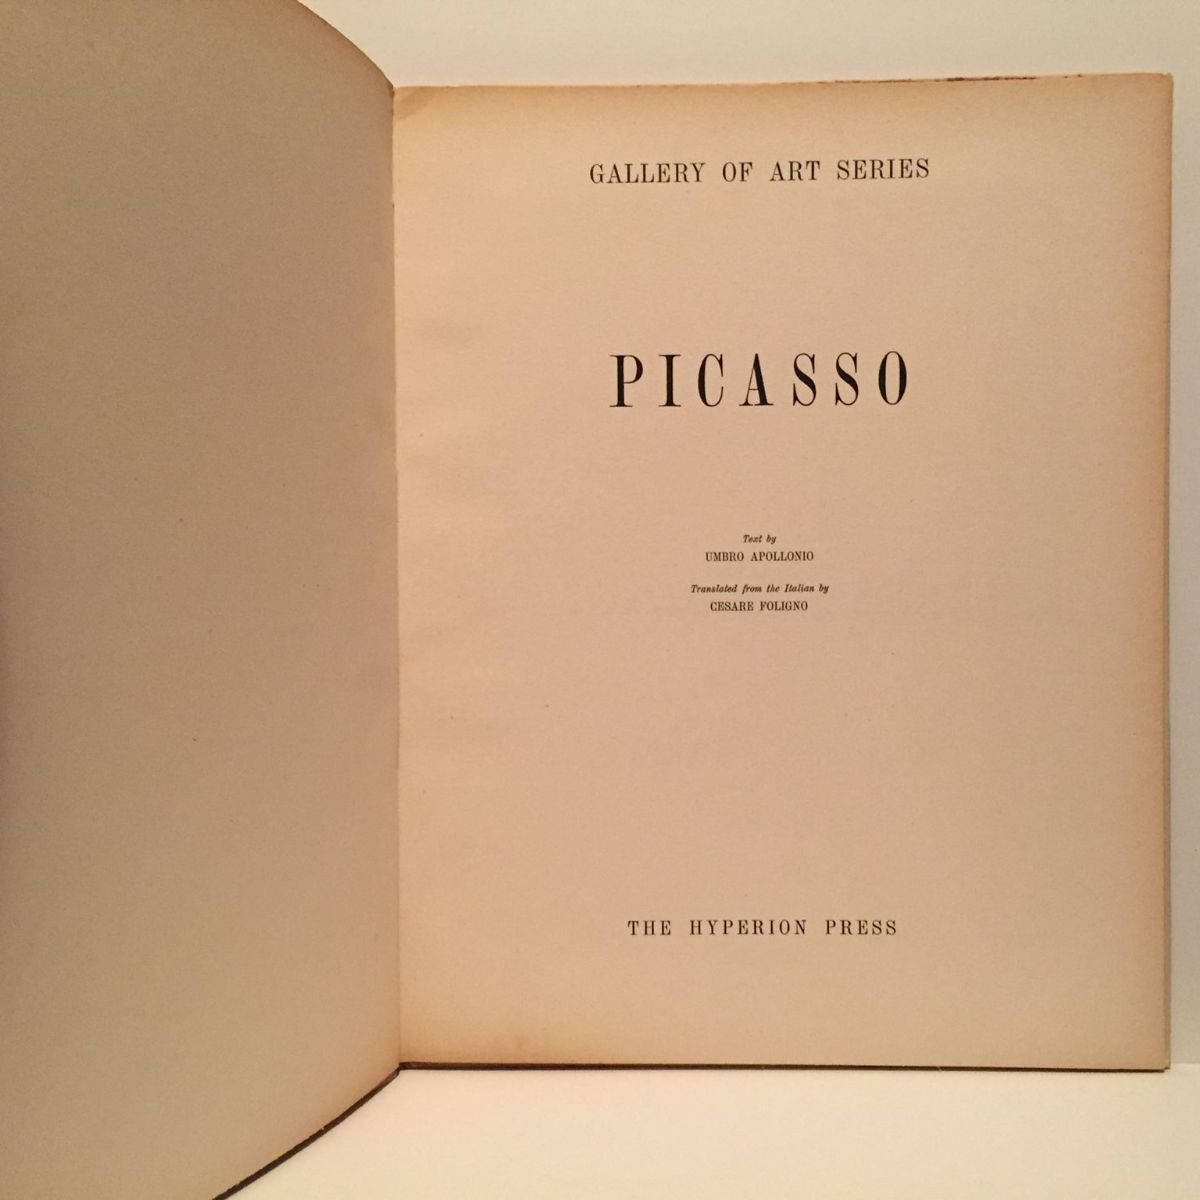 GALLERY OF ART SERIES
PICASSO
Text by
UMBRO APOLLONIO
Translated from the Italian by
CESARE FOLIGNO
THE HYPERION PRESS